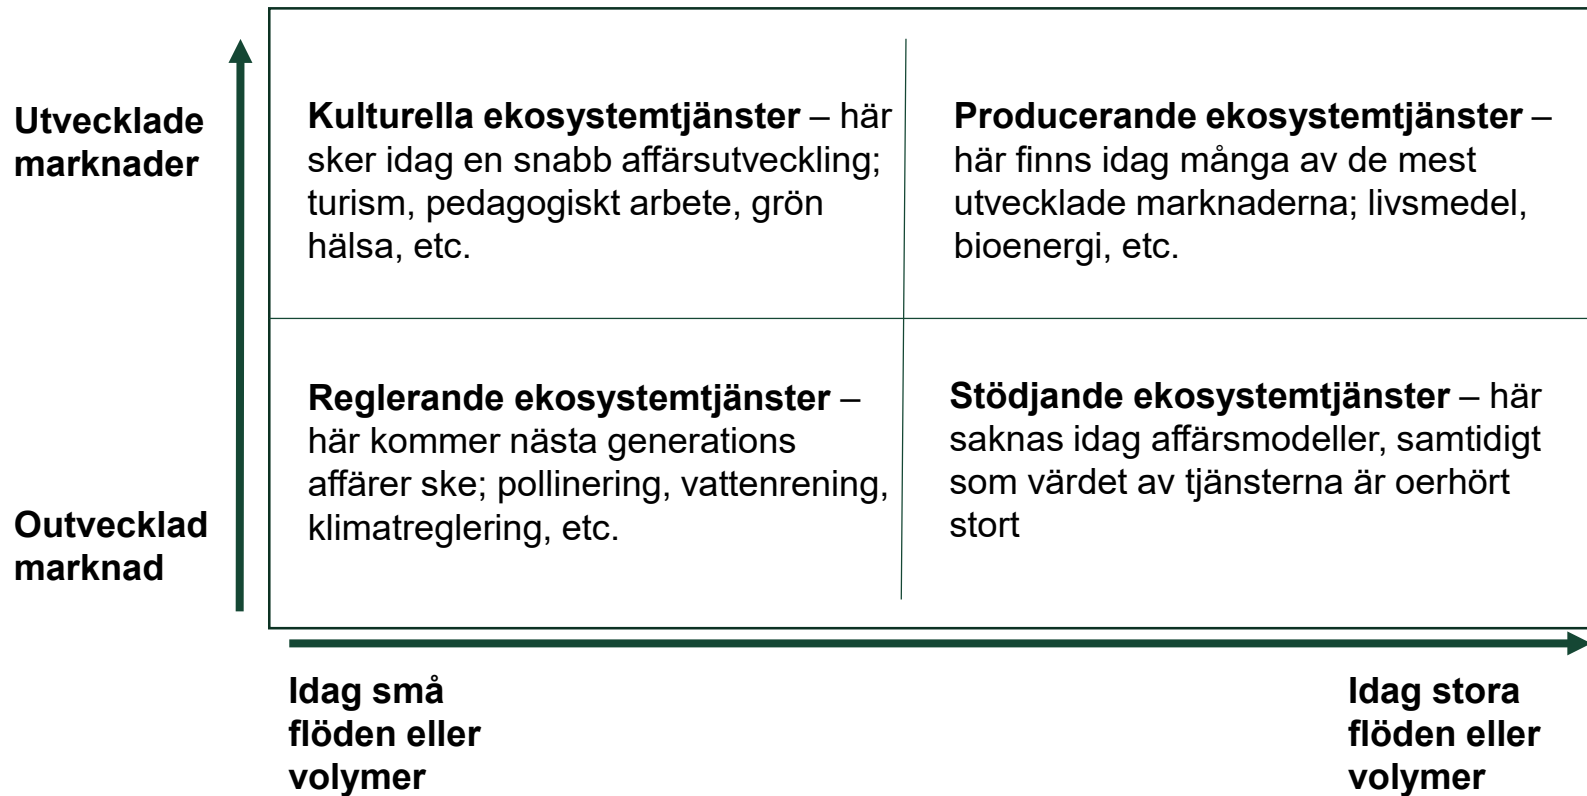 Utvecklade
marknader
Kulturella ekosystemtjänster – här
sker idag en snabb affärsutveckling;
turism, pedagogiskt arbete, grön
hälsa, etc.
Producerande ekosystemtjänster –
här finns idag många av de mest
utvecklade marknaderna; livsmedel,
bioenergi, etc.
Outvecklad
marknad
Reglerande ekosystemtjänster –
här kommer nästa generations
affärer ske; pollinering, vattenrening,
klimatreglering, etc.
Stödjande ekosystemtjänster – här
saknas idag affärsmodeller, samtidigt
som värdet av tjänsterna är oerhört
stort
Idag små
flöden eller
volymer
Idag stora
flöden eller
volymer